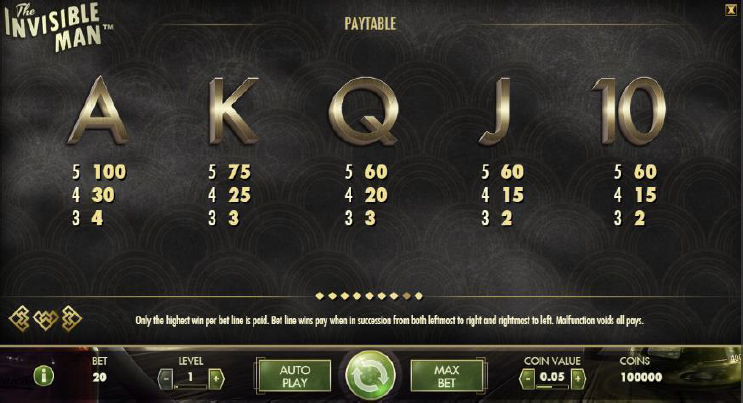 The
INVISIBLE
MAN™
PAYTABLE
X
A K Q J 10
5 100 5 75 5 60 5 60 5 60
4 30 4 25 4 20 4 15 4 15
3 4 3 3 3 3 3 2 3 2
Only the highest win per bet line is paid. Bet line wins pay when in succession from both leftmost to right and rightmost to left. Malfunction voids all pays.
BET LEVEL COIN VALUE COINS
i 20 - 1 + AUTO PLAY MAX BET - 0.05 + 100000